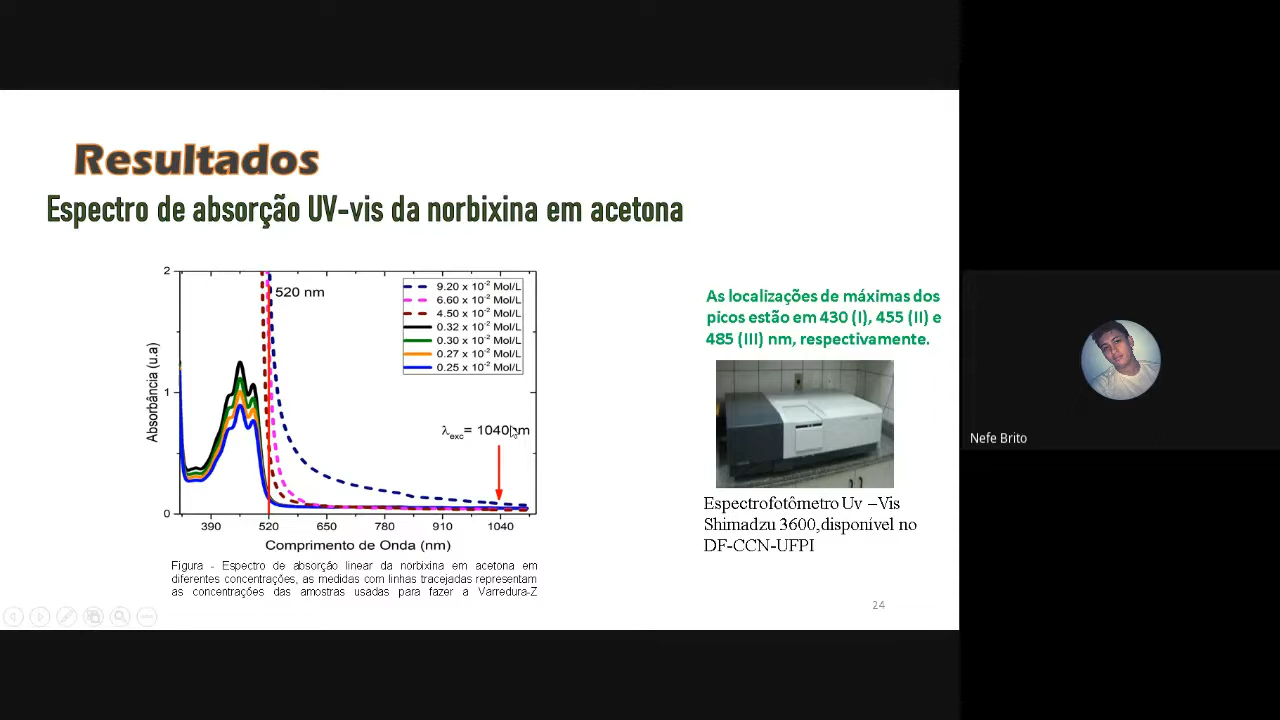 Resultados
Espectro de absorção UV-vis da norbixina em acetona
2
1
0
Absorbância (u.a)
520 nm
9.20 x 10⁻² Mol/L
6.60 x 10⁻² Mol/L
4.50 x 10⁻² Mol/L
0.32 x 10⁻² Mol/L
0.30 x 10⁻² Mol/L
0.27 x 10⁻² Mol/L
0.25 x 10⁻² Mol/L
λexc= 1040nm
390 520 650 780 910 1040
Comprimento de Onda (nm)
Figura - Espectro de absorção linear da norbixina em acetona em
diferentes concentrações, as medidas com linhas tracejadas representam
as concentrações das amostras usadas para fazer a Varredura-Z
As localizações de máximas dos
picos estão em 430 (I), 455 (II) e
485 (III) nm, respectivamente.
Espectrofotômetro Uv –Vis
Shimadzu 3600,disponível no
DF-CCN-UFPI
24
Nefe Brito